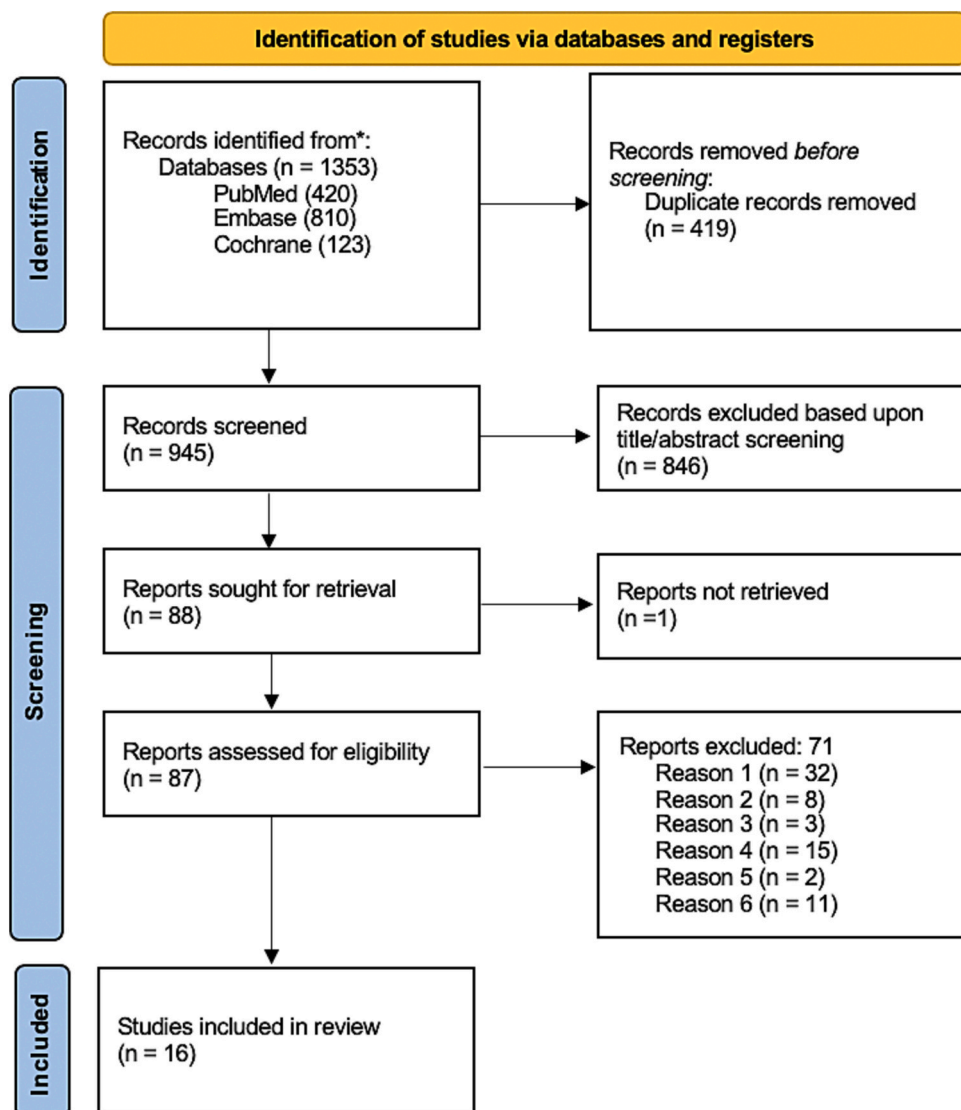 Identification of studies via databases and registers
Identification
Records identified from*:
Databases (n = 1353)
PubMed (420)
Embase (810)
Cochrane (123)
Records removed before
screening:
Duplicate records removed
(n = 419)
Screening
Records screened
(n = 945)
Records excluded based upon
title/abstract screening
(n = 846)
Reports sought for retrieval
(n = 88)
Reports not retrieved
(n =1)
Reports assessed for eligibility
(n = 87)
Reports excluded: 71
Reason 1 (n = 32)
Reason 2 (n = 8)
Reason 3 (n = 3)
Reason 4 (n = 15)
Reason 5 (n = 2)
Reason 6 (n = 11)
Included
Studies included in review
(n = 16)